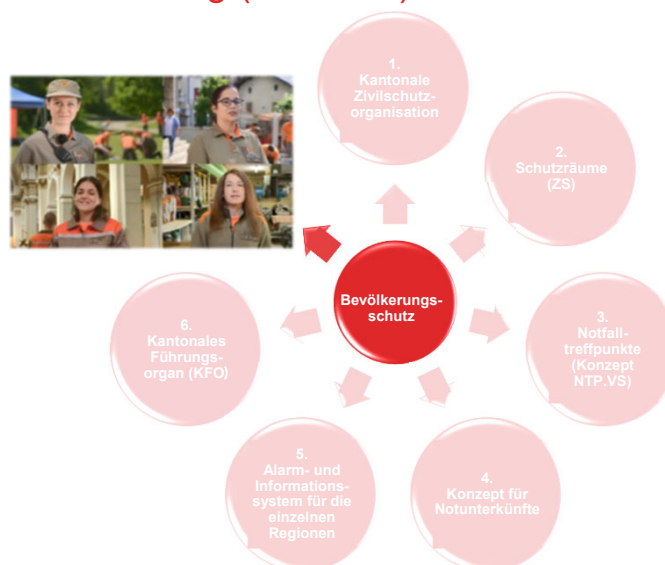 1.
Kantonale
Zivilschutz-
organisation
2.
Schutzräume
(ZS)
3.
Notfall-
treffpunkte
(Konzept
NTP.VS)
4.
Konzept für
Notunterkünfte
5.
Alarm- und
Informations-
system für die
einzelnen
Regionen
6.
Kantonales
Führungs-
organ (KFO)
Bevölkerungs-
schutz